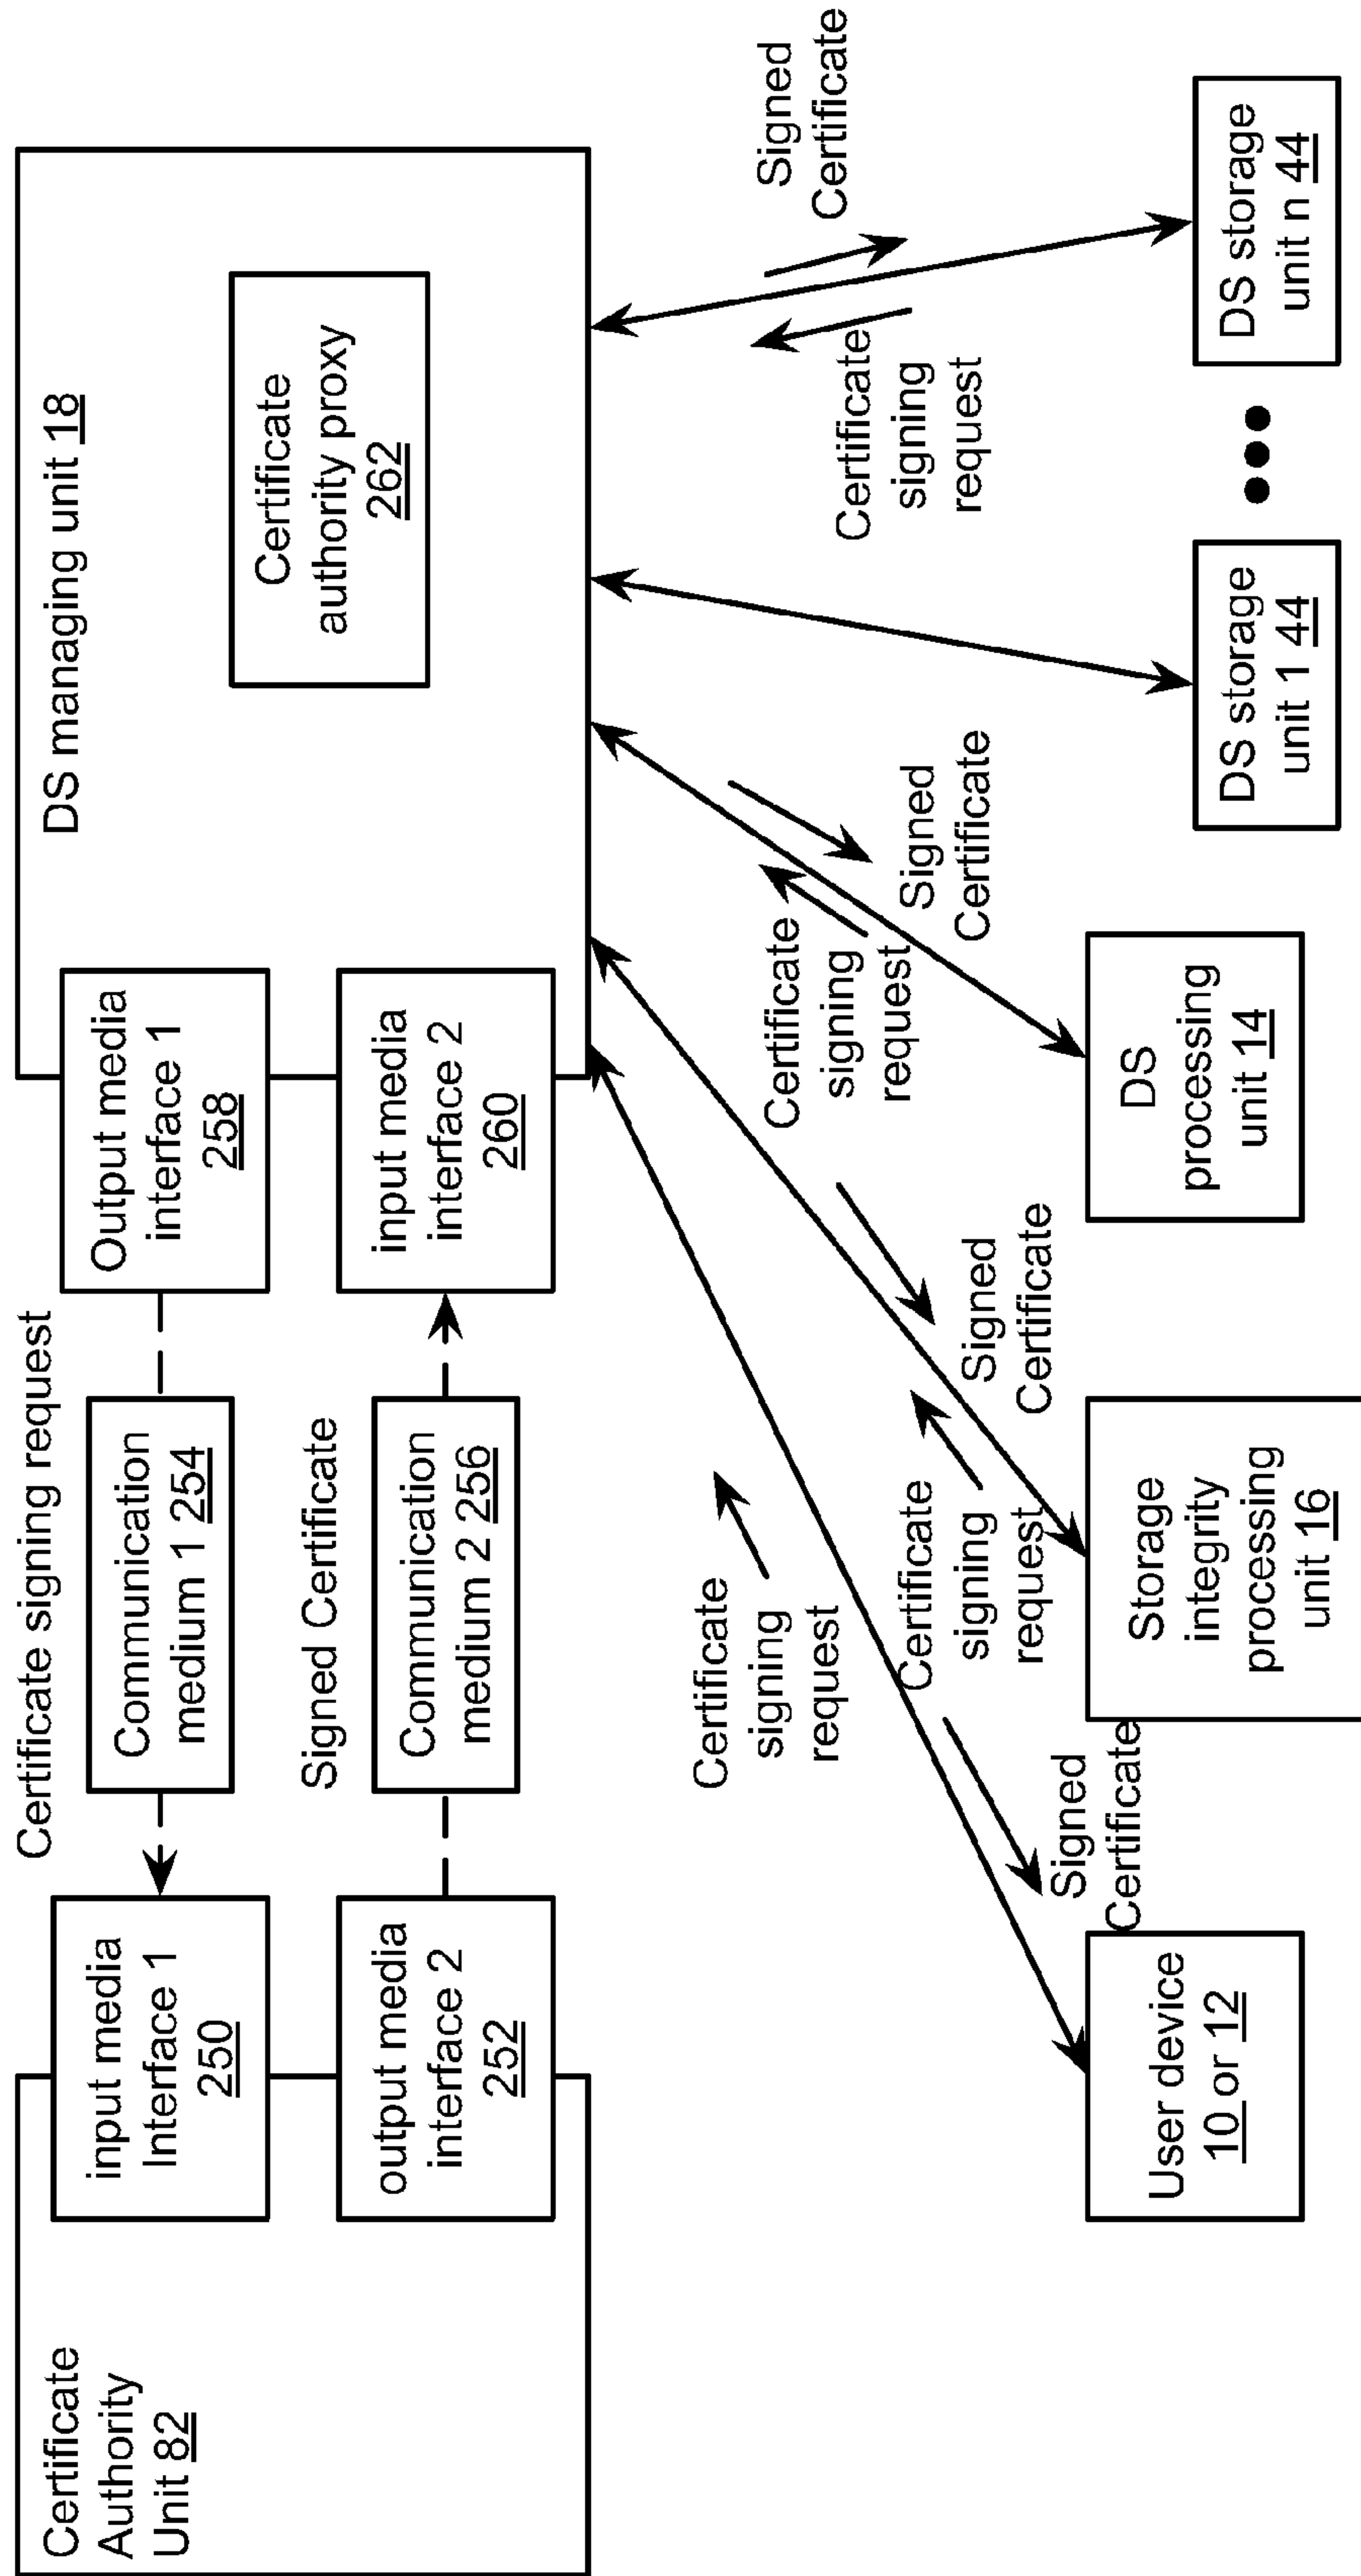 Certificate
Authority
Unit 82
input media
Interface 1
250
output media
interface 2
252
Certificate signing request
Communication
medium 1 254
Signed Certificate
Communication
medium 2 256
Output media
interface 1
258
input media
interface 2
260
DS managing unit 18
Certificate
authority proxy
262
Certificate
signing
request
Signed
Certificate
Certificate
signing
request
Signed
Certificate
Certificate
signing
request
Signed
Certificate
Certificate
signing
request
Signed
Certificate
User device
10 or 12
Storage
integrity
processing
unit 16
DS
processing
unit 14
DS storage
unit 1 44
DS storage
unit n 44